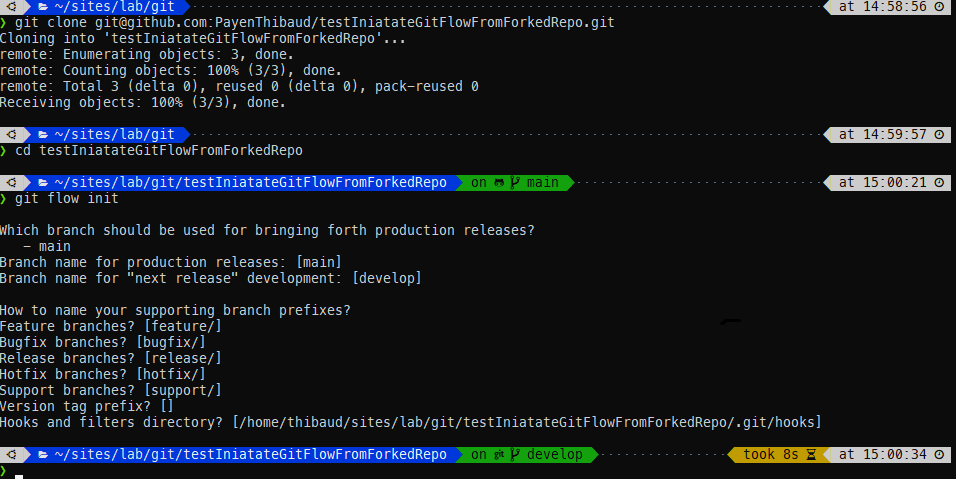 ~/sites/lab/git at 14:58:56
❯ git clone git@github.com:PayenThibaud/testIniatateGitFlowFromForkedRepo.git
Cloning into 'testIniatateGitFlowFromForkedRepo'...
remote: Enumerating objects: 3, done.
remote: Counting objects: 100% (3/3), done.
remote: Total 3 (delta 0), reused 0 (delta 0), pack-reused 0
Receiving objects: 100% (3/3), done.
~/sites/lab/git at 14:59:57
❯ cd testIniatateGitFlowFromForkedRepo
~/sites/lab/git/testIniatateGitFlowFromForkedRepo on main at 15:00:21
❯ git flow init
Which branch should be used for bringing forth production releases?
- main
Branch name for production releases: [main]
Branch name for "next release" development: [develop]
How to name your supporting branch prefixes?
Feature branches? [feature/]
Bugfix branches? [bugfix/]
Release branches? [release/]
Hotfix branches? [hotfix/]
Support branches? [support/]
Version tag prefix? []
Hooks and filters directory? [/home/thibaud/sites/lab/git/testIniatateGitFlowFromForkedRepo/.git/hooks]
~/sites/lab/git/testIniatateGitFlowFromForkedRepo on git develop took 8s at 15:00:34
❯